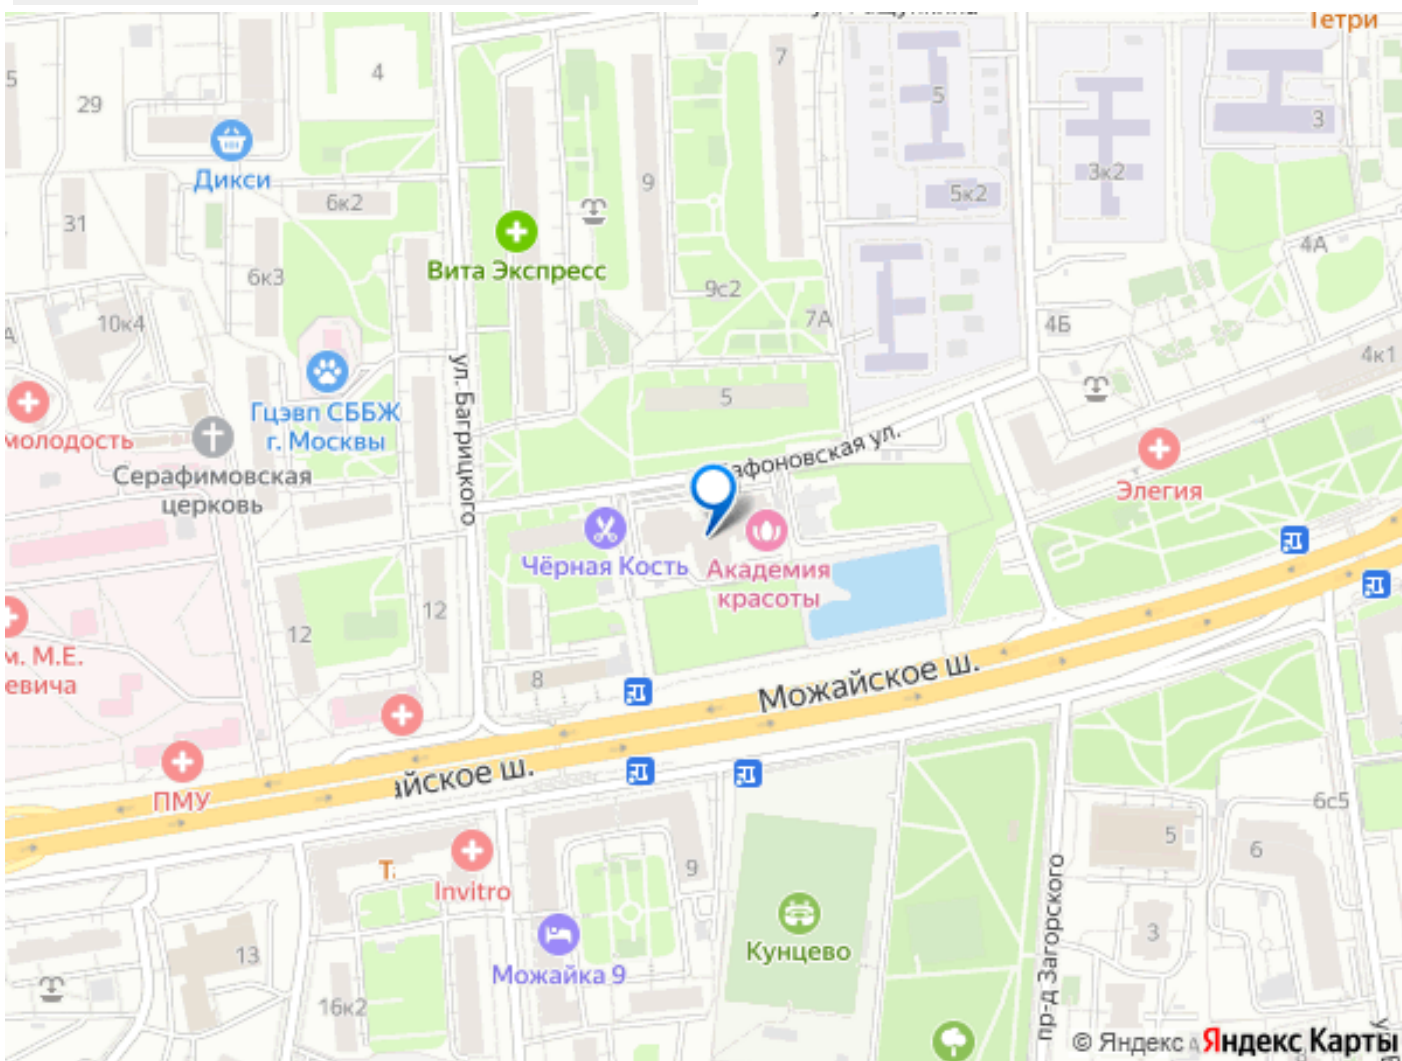 Тетри
4
5
29
7
5
3
Дикси
9
3к2
5к2
6к2
31
4А
Вита Экспресс
6к3
9с2
10к4
7А
4Б
4к1
ул. Багрицкого
5
Гцэвп СББЖ
г. Москвы
молодость
Серафимовская
церковь
афоновская ул.
Элегия
Чёрная Кость
Академия
красоты
12
12
м. М.Е.
евича
8
Можайское ш.
айское ш.
ПМУ
6с5
5
6
9
Invitro
Кунцево
3
13
Можайка 9
16к2
пр-д Загорского
© Яндекс
Яндекс Карты